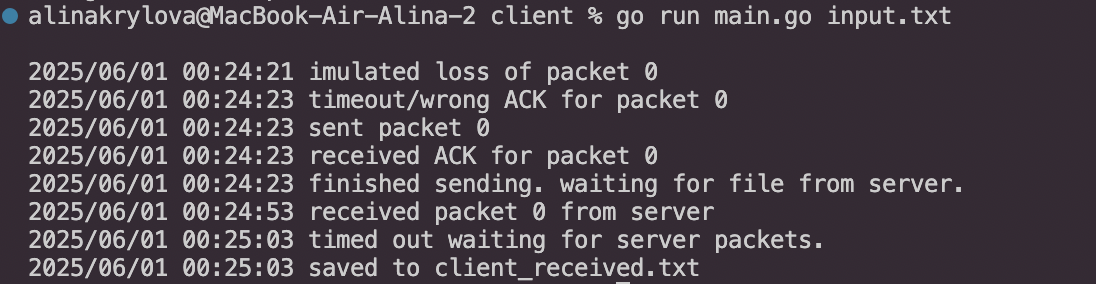 alinakrylova@MacBook-Air-Alina-2 client % go run main.go input.txt
2025/06/01 00:24:21 imulated loss of packet 0
2025/06/01 00:24:23 timeout/wrong ACK for packet 0
2025/06/01 00:24:23 sent packet 0
2025/06/01 00:24:23 received ACK for packet 0
2025/06/01 00:24:23 finished sending. waiting for file from server.
2025/06/01 00:24:53 received packet 0 from server
2025/06/01 00:25:03 timed out waiting for server packets.
2025/06/01 00:25:03 saved to client_received.txt